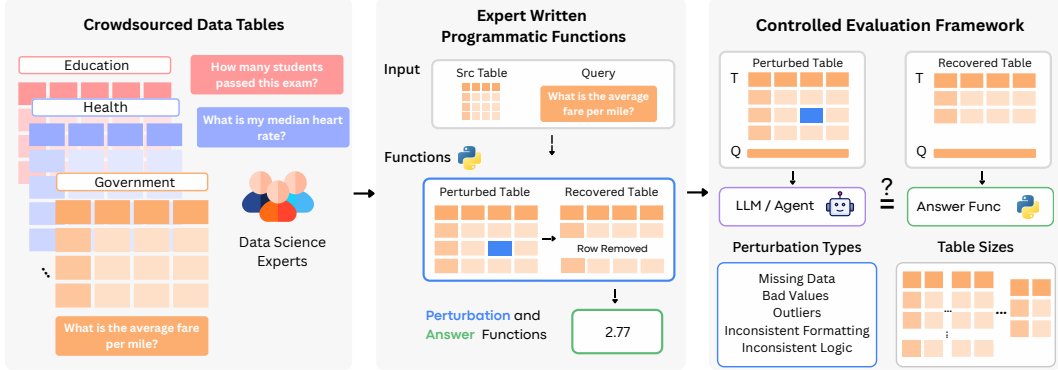 Crowdsourced Data Tables
Education
How many students
passed this exam?
Health
What is my median heart
rate?
Government
Data Science
Experts
What is the average fare
per mile?
Expert Written
Programmatic Functions
Input
Src Table
Query
What is the average
fare per mile?
Functions
Perturbed Table
Recovered Table
Row Removed
Perturbation and
Answer Functions
2.77
Controlled Evaluation Framework
Perturbed Table
T
Q
Recovered Table
T
Q
LLM / Agent
?
=
Answer Func
Perturbation Types
Missing Data
Bad Values
Outliers
Inconsistent Formatting
Inconsistent Logic
Table Sizes